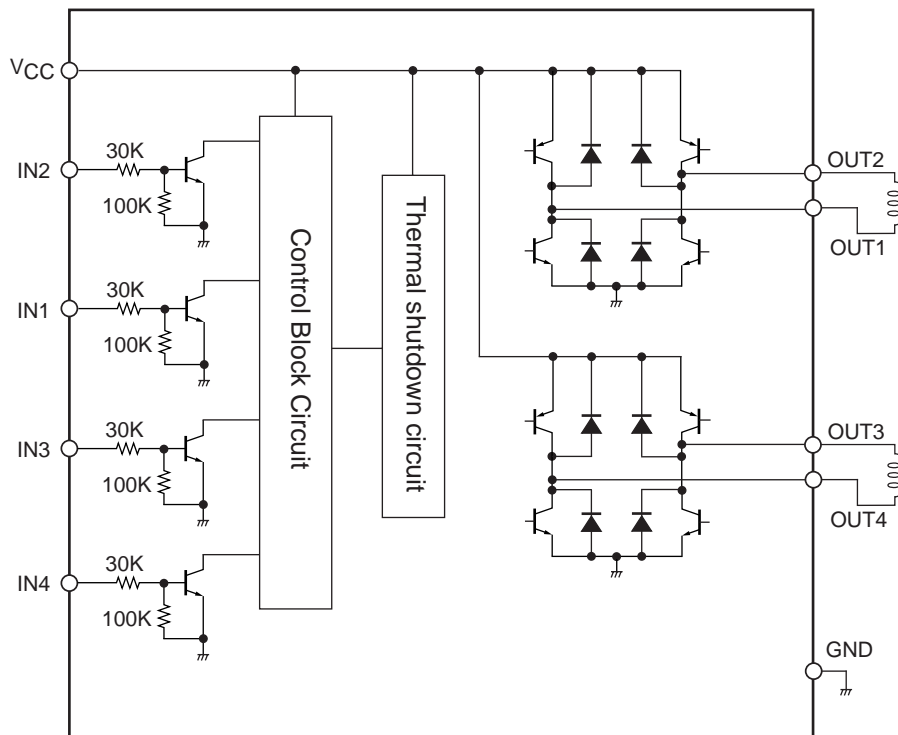 VCC
IN2
30K
100K
IN1
30K
100K
IN3
30K
100K
IN4
30K
100K
Control Block Circuit
Thermal shutdown circuit
OUT2
OUT1
OUT3
OUT4
GND